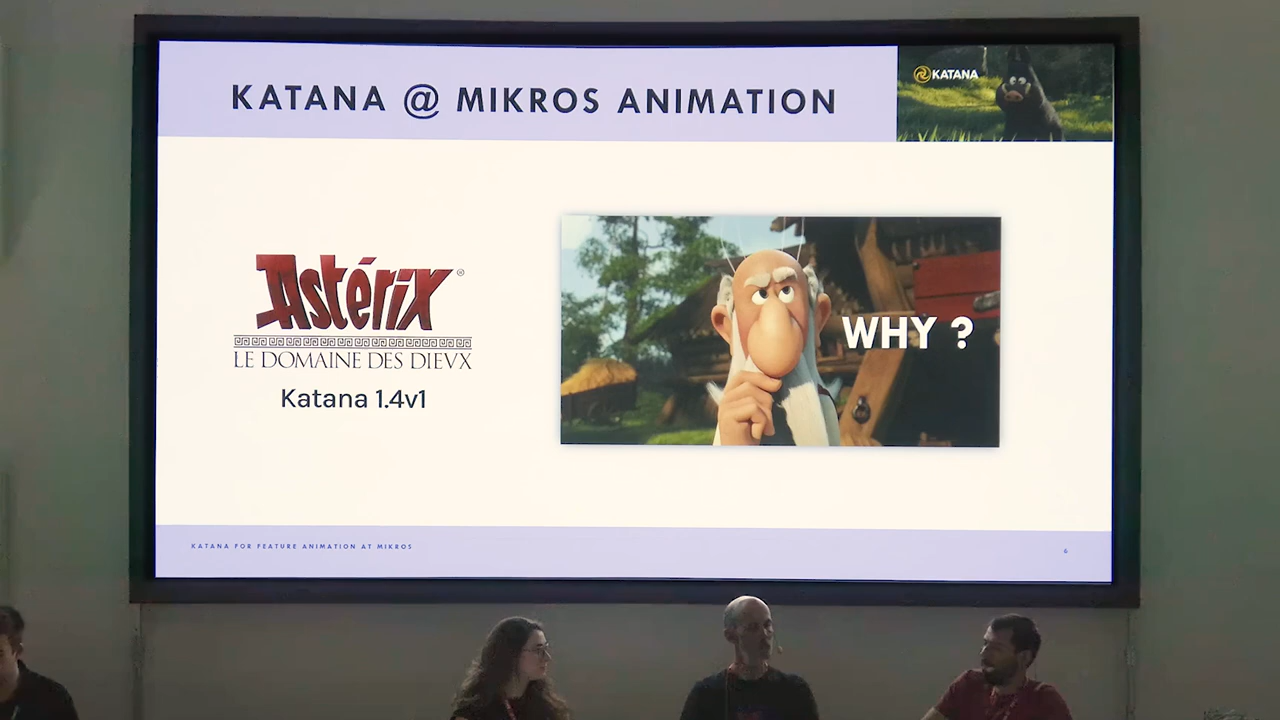 KATANA @ MIKROS ANIMATION
KATANA
Astérix ®
LE DOMAINE DES DIEVX
Katana 1.4v1
WHY ?
KATANA FOR FEATURE ANIMATION AT MIKROS
6